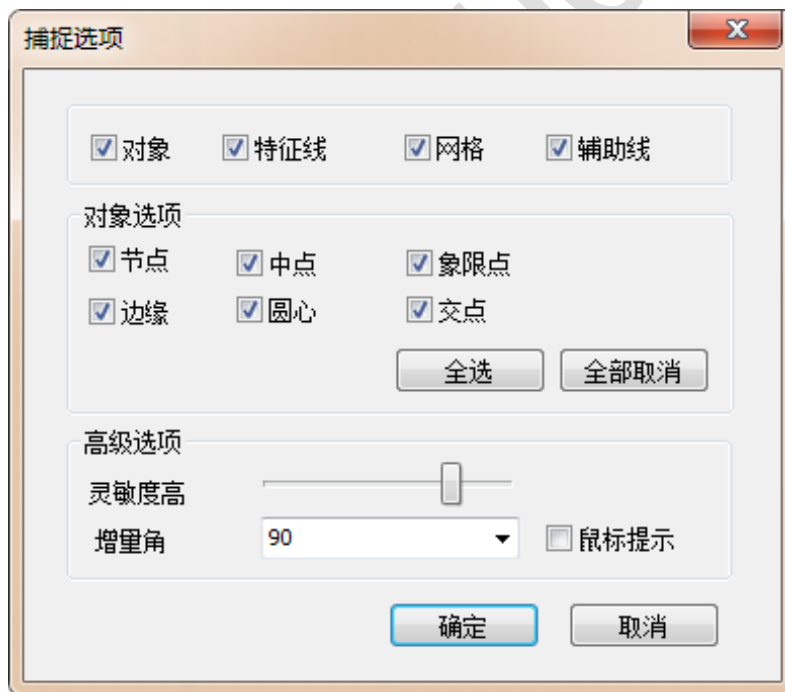 捕捉选项
对象 特征线 网格 辅助线
对象选项
节点 中点 象限点
边缘 圆心 交点
全选 全部取消
高级选项
灵敏度高
增量角 90 鼠标提示
确定 取消